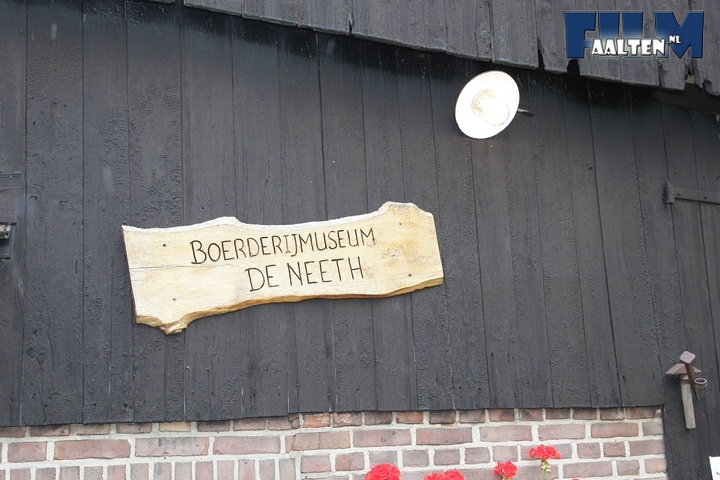 FILM
AALTEN.NL
BOERDERIJMUSEUM
DE NEETH